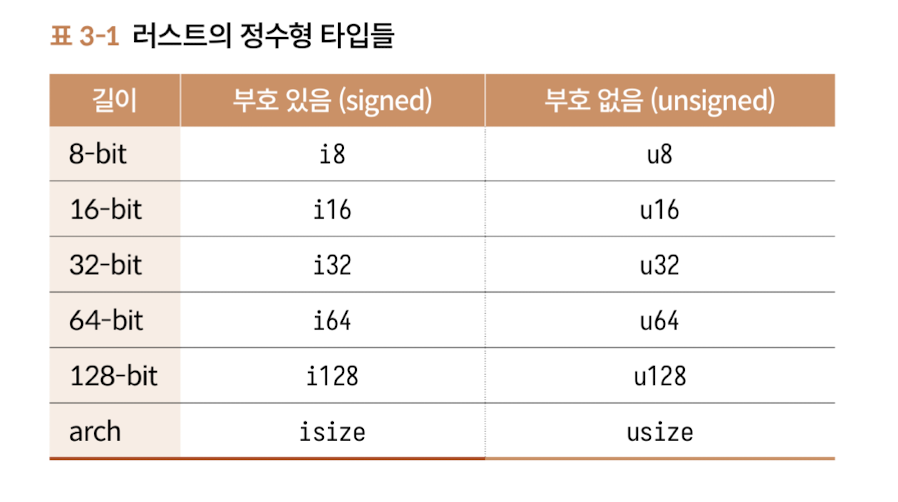 표 3-1 러스트의 정수형 타입들
길이 부호 있음 (signed) 부호 없음 (unsigned)
8-bit i8 u8
16-bit i16 u16
32-bit i32 u32
64-bit i64 u64
128-bit i128 u128
arch isize usize